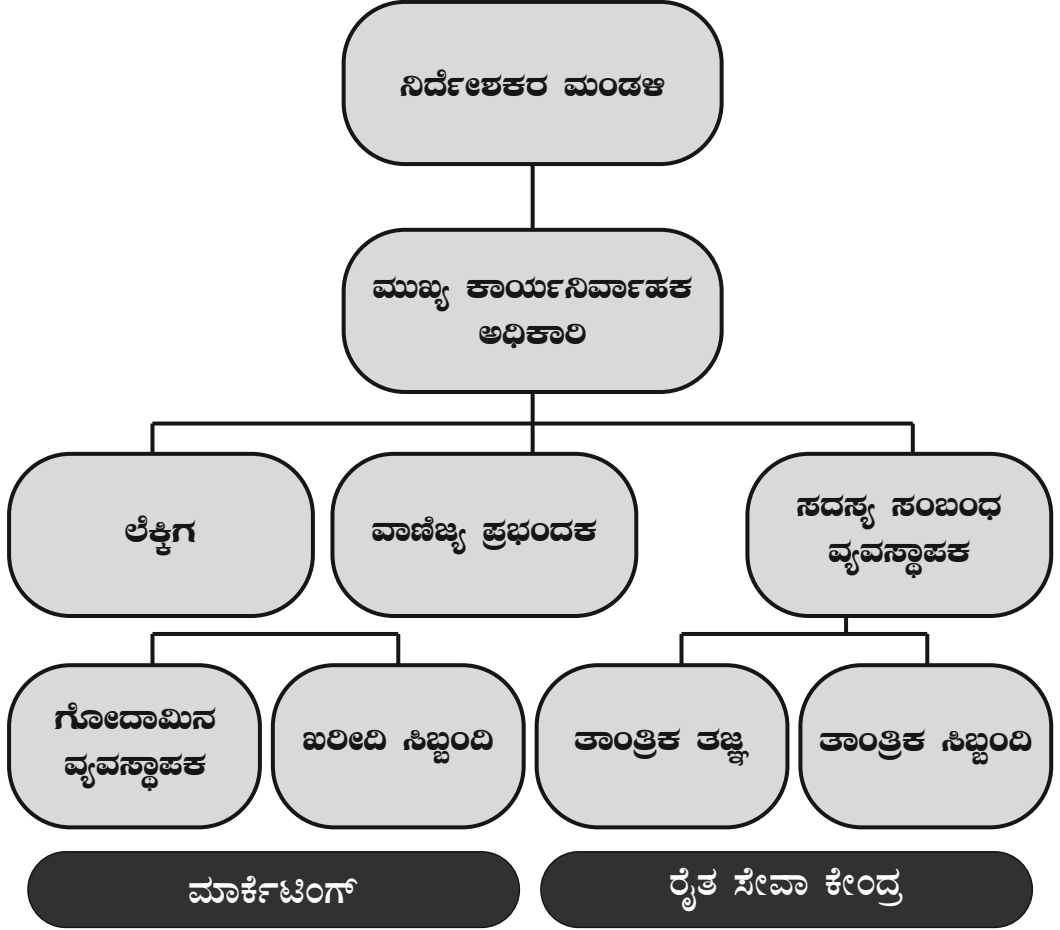 ನಿರ್ದೇಶಕರ ಮಂಡಳಿ
ಮುಖ್ಯ ಕಾರ್ಯನಿರ್ವಾಹಕ
ಅಧಿಕಾರಿ
ಲೆಕ್ಕಿಗ
ವಾಣಿಜ್ಯ ಪ್ರಭಂದಕ
ಸದಸ್ಯ ಸಂಬಂಧ
ವ್ಯವಸ್ಥಾಪಕ
ಗೋದಾಮಿನ
ವ್ಯವಸ್ಥಾಪಕ
ಖರೀದಿ ಸಿಬ್ಬಂದಿ
ತಾಂತ್ರಿಕ ತಜ್ಞ
ತಾಂತ್ರಿಕ ಸಿಬ್ಬಂದಿ
ಮಾರ್ಕೆಟಿಂಗ್
ರೈತ ಸೇವಾ ಕೇಂದ್ರ